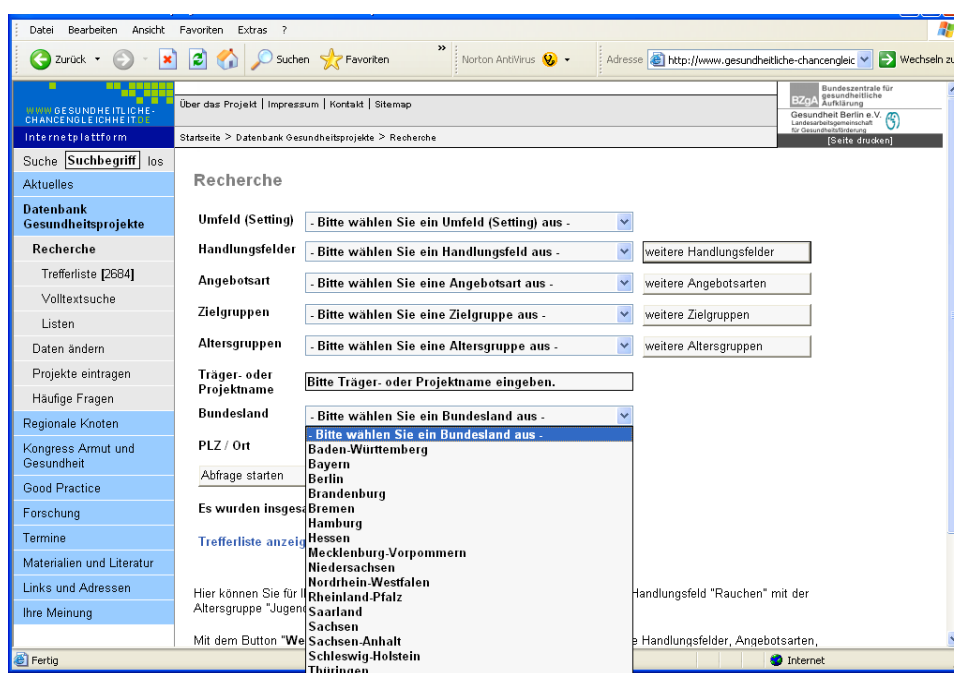 Datei Bearbeiten Ansicht Favoriten Extras ?
Zurück Suchen Favoriten » Norton AntiVirus Adresse http://www.gesundheitliche-chancengleic Wechseln zu
WWW GESUNDHEITLICHE-
CHANCENGLEICHHEIT DE
Internetplattform
Über das Projekt | Impressum | Kontakt | Sitemap
Startseite > Datenbank Gesundheitsprojekte > Recherche
BZgA
Bundeszentrale für
gesundheitliche
Aufklärung
Gesundheit Berlin e.V.
Landesarbeitsgemeinschaft
für Gesundheitsförderung
[Seite drucken]
Suche Suchbegriff los
Aktuelles
Datenbank
Gesundheitsprojekte
Recherche
Trefferliste [2684]
Volltextsuche
Listen
Daten ändern
Projekte eintragen
Häufige Fragen
Regionale Knoten
Kongress Armut und
Gesundheit
Good Practice
Forschung
Termine
Materialien und Literatur
Links und Adressen
Ihre Meinung
Recherche
Umfeld (Setting) - Bitte wählen Sie ein Umfeld (Setting) aus -
Handlungsfelder - Bitte wählen Sie ein Handlungsfeld aus - weitere Handlungsfelder
Angebotsart - Bitte wählen Sie eine Angebotsart aus - weitere Angebotsarten
Zielgruppen - Bitte wählen Sie eine Zielgruppe aus - weitere Zielgruppen
Altersgruppen - Bitte wählen Sie eine Altersgruppe aus - weitere Altersgruppen
Träger- oder
Projektname Bitte Träger- oder Projektname eingeben.
Bundesland - Bitte wählen Sie ein Bundesland aus -
PLZ / Ort
Abfrage starten
Es wurden insgesa
Trefferliste anzeig
- Bitte wählen Sie ein Bundesland aus -
Baden-Württemberg
Bayern
Berlin
Brandenburg
Bremen
Hamburg
Hessen
Mecklenburg-Vorpommern
Niedersachsen
Nordrhein-Westfalen
Rheinland-Pfalz
Saarland
Sachsen
Sachsen-Anhalt
Schleswig-Holstein
Thüringen
Hier können Sie für Handlungsfeld "Rauchen" mit der
Altersgruppe "Jugen
Mit dem Button "We Handlungsfelder, Angebotsarten,
Fertig Internet